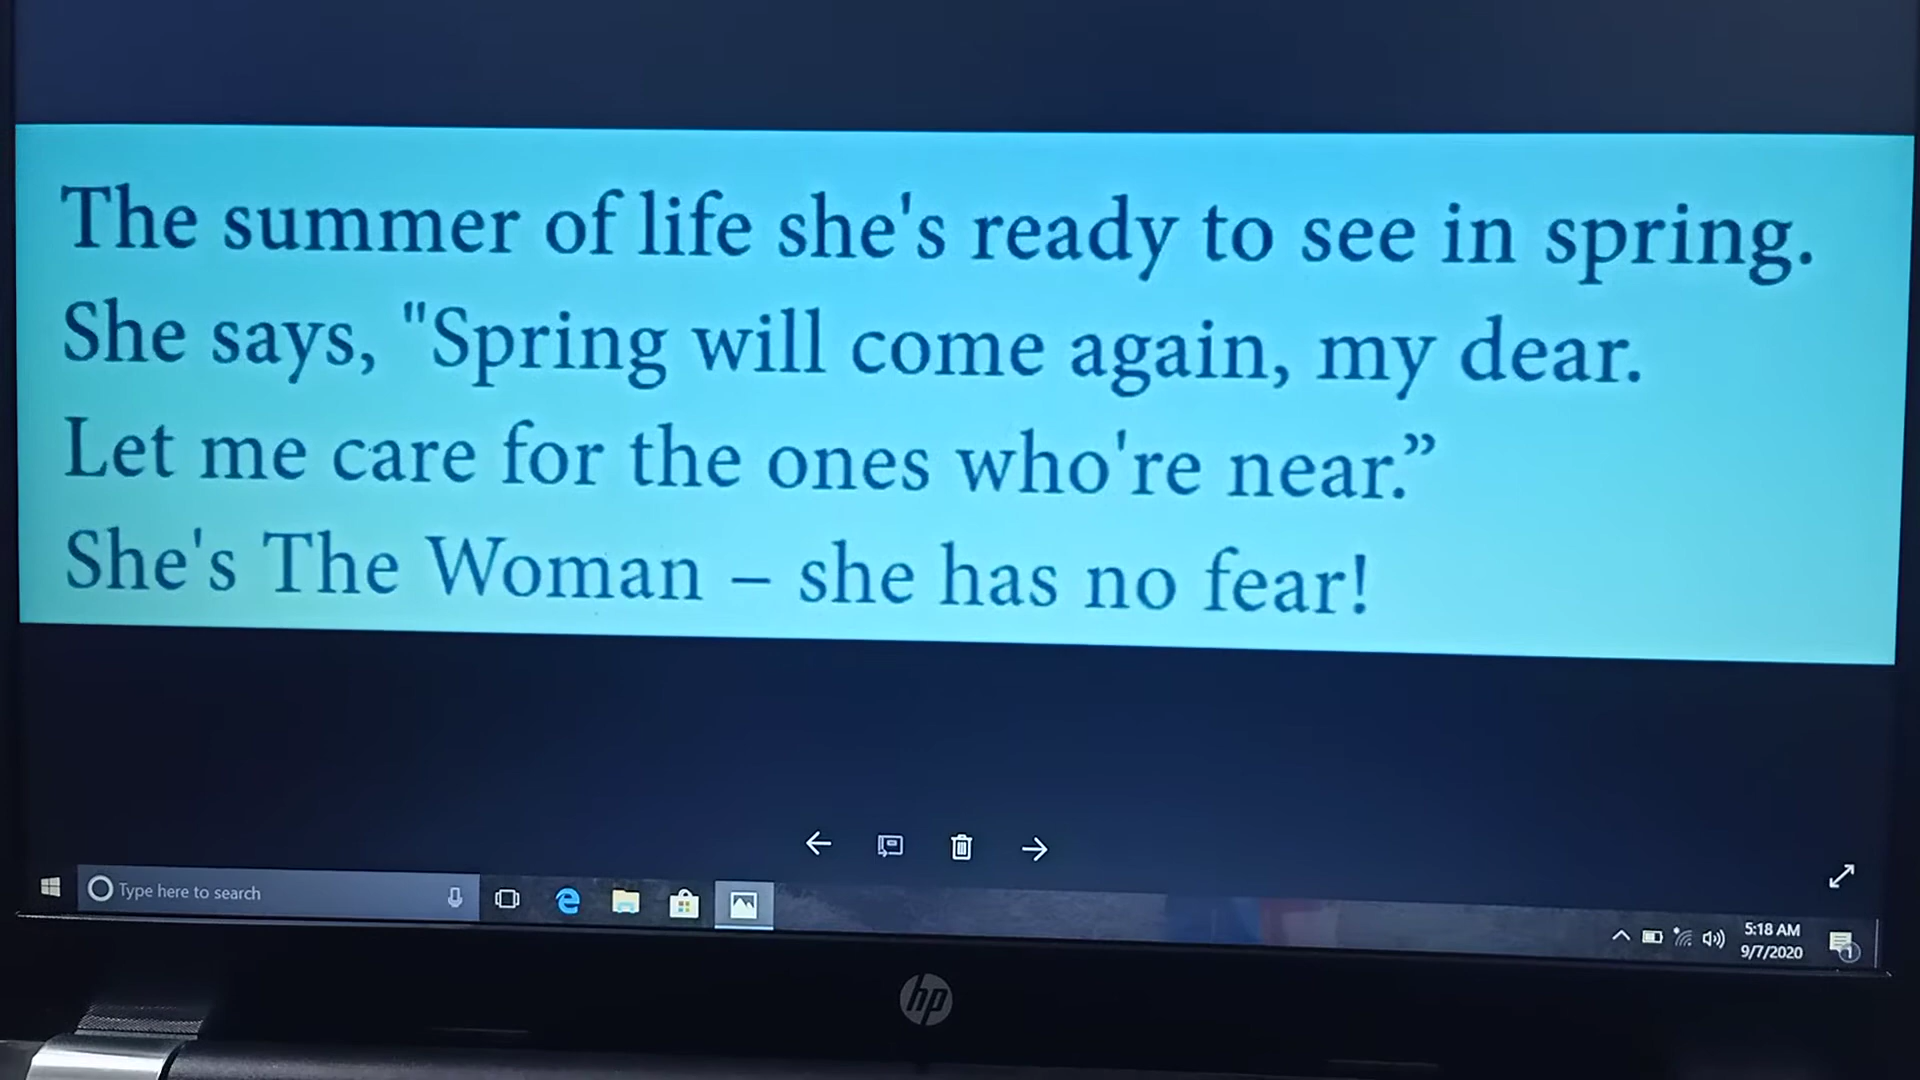 The summer of life she's ready to see in spring.
She says, "Spring will come again, my dear.
Let me care for the ones who're near.”
She's The Woman – she has no fear!
Type here to search
5:18 AM
9/7/2020
1
hp